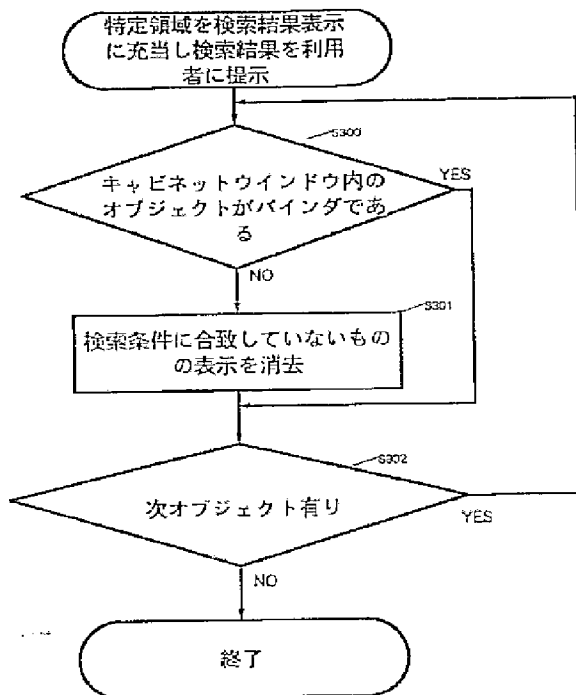 特定領域を検索結果表示
に充当し検索結果を利用
者に提示
S300
キャビネットウインドウ内の
オブジェクトがバインダであ
る
YES
NO
S301
検索条件に合致していないもの
の表示を消去
S302
次オブジェクト有り
YES
NO
終了